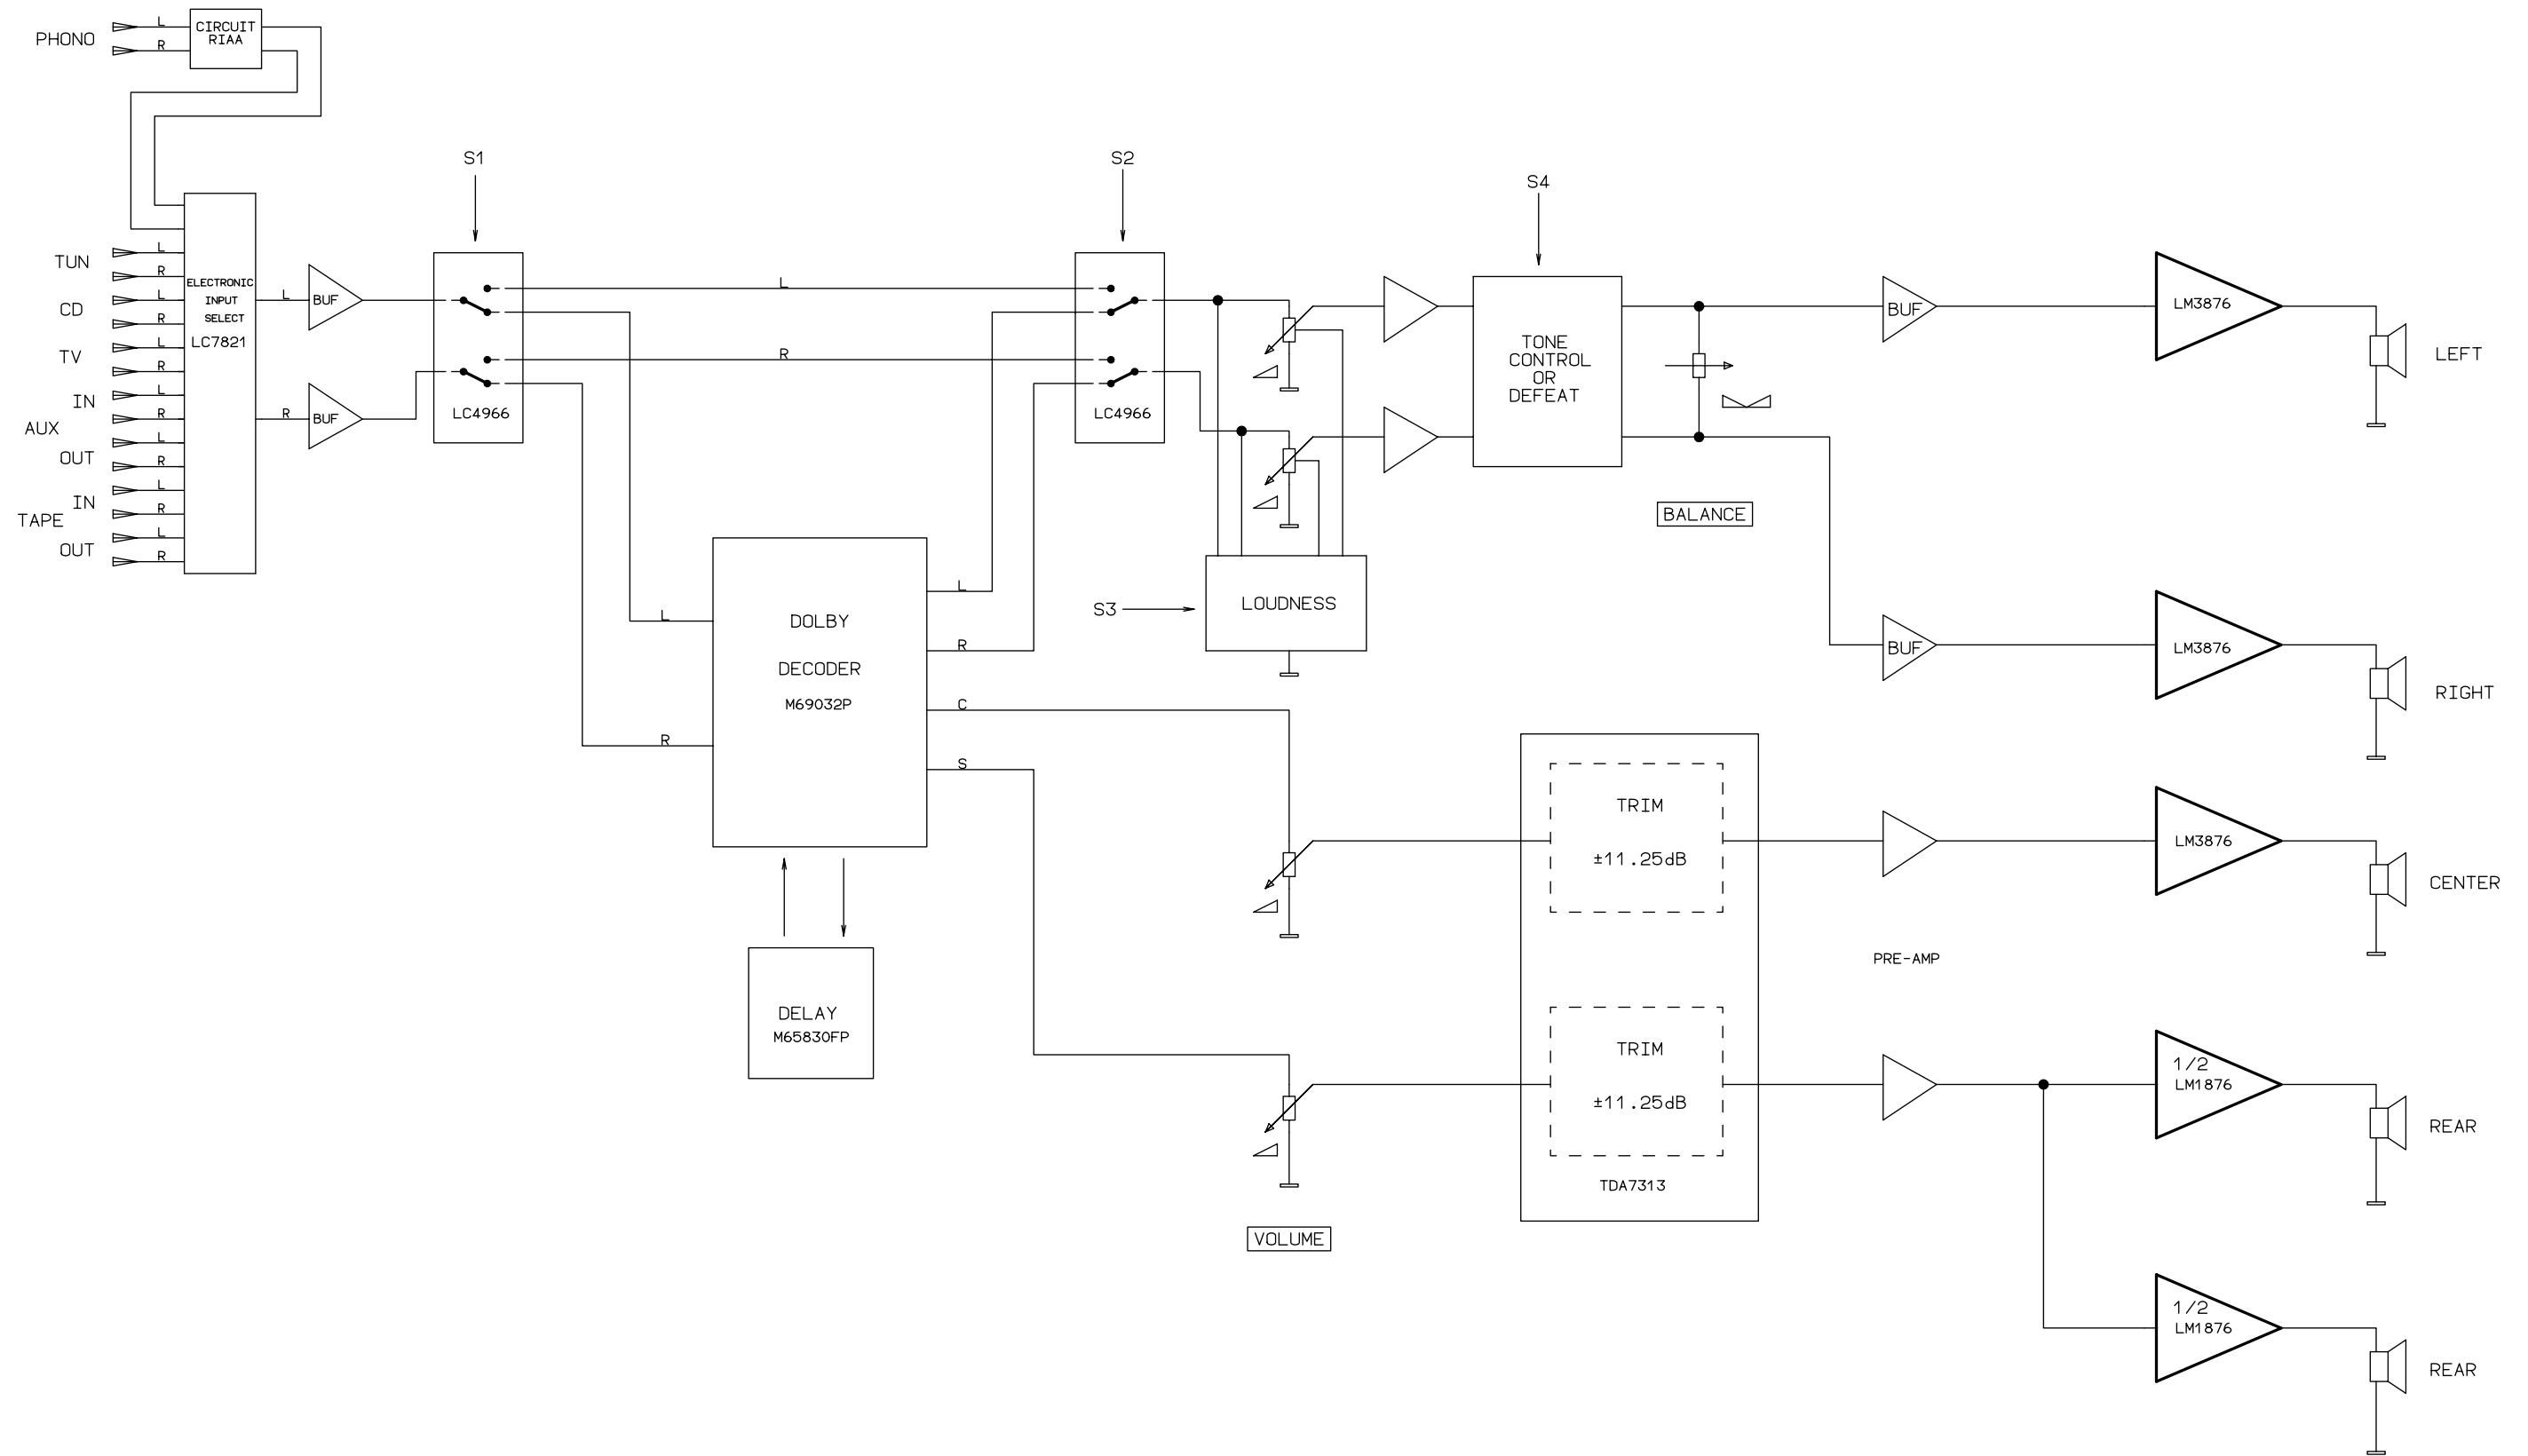 PHONO
L
R
CIRCUIT
RIAA
S1
S2
S4
TUN
L
R
CD
L
R
TV
L
R
AUX
IN
L
R
OUT
L
R
TAPE
IN
L
R
OUT
L
R
ELECTRONIC
INPUT
SELECT
LC7821
L
BUF
R
BUF
LC4966
L
R
LC4966
L
R
DOLBY
DECODER
M69032P
L
R
C
S
DELAY
M65830FP
S3
LOUDNESS
VOLUME
TONE
CONTROL
OR
DEFEAT
BALANCE
BUF
LM3876
LEFT
BUF
LM3876
RIGHT
TRIM
±11.25dB
LM3876
CENTER
PRE-AMP
TRIM
±11.25dB
TDA7313
1/2
LM1876
REAR
1/2
LM1876
REAR